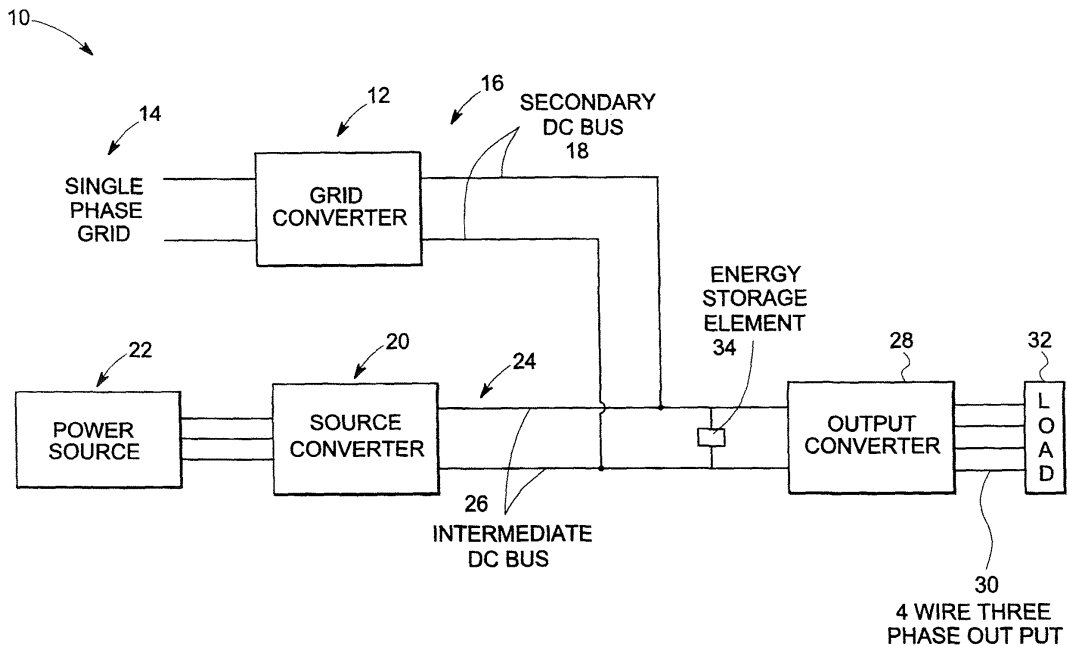 10
14
12
16
SECONDARY
DC BUS
18
SINGLE
PHASE
GRID
GRID
CONVERTER
ENERGY
STORAGE
ELEMENT
34
22
20
24
28
32
POWER
SOURCE
SOURCE
CONVERTER
OUTPUT
CONVERTER
L
O
A
D
26
INTERMEDIATE
DC BUS
30
4 WIRE THREE
PHASE OUT PUT